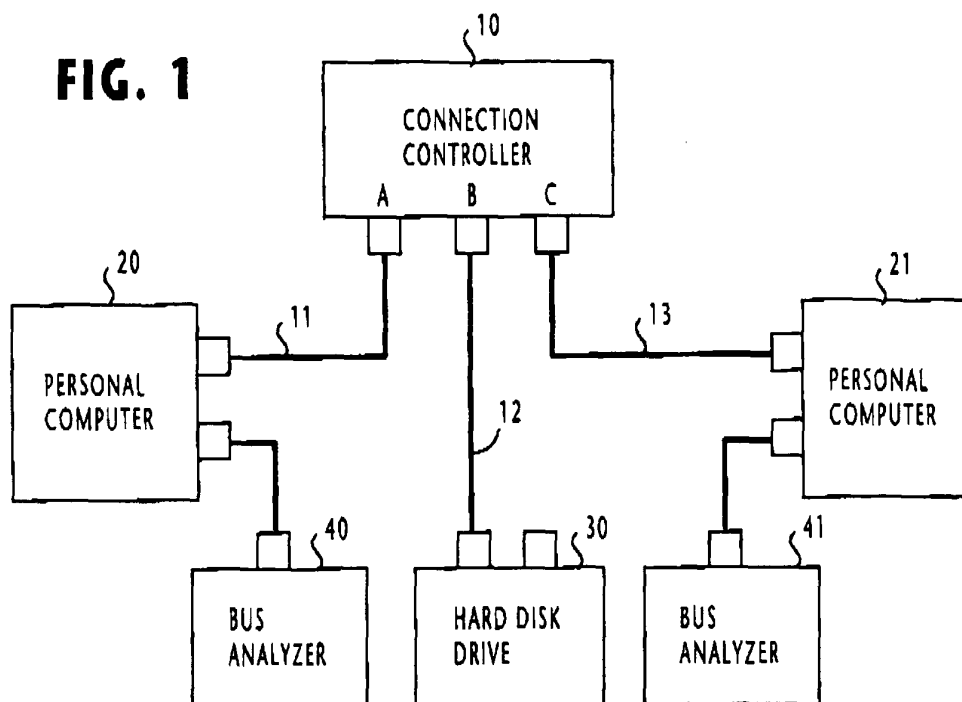 FIG. 1
10
CONNECTION
CONTROLLER
A B C
20
11
13
21
PERSONAL
COMPUTER
PERSONAL
COMPUTER
12
40
30
41
BUS
ANALYZER
HARD DISK
DRIVE
BUS
ANALYZER